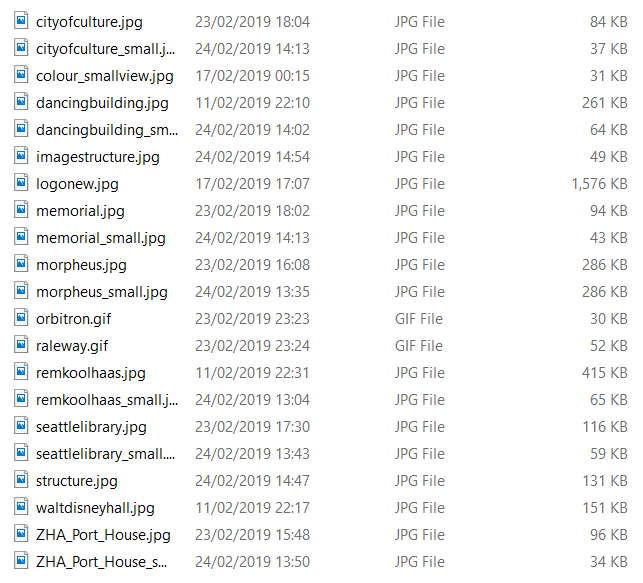 cityofculture.jpg 23/02/2019 18:04 JPG File 84 KB
cityofculture_small.j... 24/02/2019 14:13 JPG File 37 KB
colour_smallview.jpg 17/02/2019 00:15 JPG File 31 KB
dancingbuilding.jpg 11/02/2019 22:10 JPG File 261 KB
dancingbuilding_sm... 24/02/2019 14:02 JPG File 64 KB
imagestructure.jpg 24/02/2019 14:54 JPG File 49 KB
logonew.jpg 17/02/2019 17:07 JPG File 1,576 KB
memorial.jpg 23/02/2019 18:02 JPG File 94 KB
memorial_small.jpg 24/02/2019 14:13 JPG File 43 KB
morpheus.jpg 23/02/2019 16:08 JPG File 286 KB
morpheus_small.jpg 24/02/2019 13:35 JPG File 286 KB
orbitron.gif 23/02/2019 23:23 GIF File 30 KB
raleway.gif 23/02/2019 23:24 GIF File 52 KB
remkoolhaas.jpg 11/02/2019 22:31 JPG File 415 KB
remkoolhaas_small.j... 24/02/2019 13:04 JPG File 65 KB
seattlelibrary.jpg 23/02/2019 17:30 JPG File 116 KB
seattlelibrary_small.... 24/02/2019 13:43 JPG File 59 KB
structure.jpg 24/02/2019 14:47 JPG File 131 KB
waltdisneyhall.jpg 11/02/2019 22:17 JPG File 151 KB
ZHA_Port_House.jpg 23/02/2019 15:48 JPG File 96 KB
ZHA_Port_House_s... 24/02/2019 13:50 JPG File 34 KB